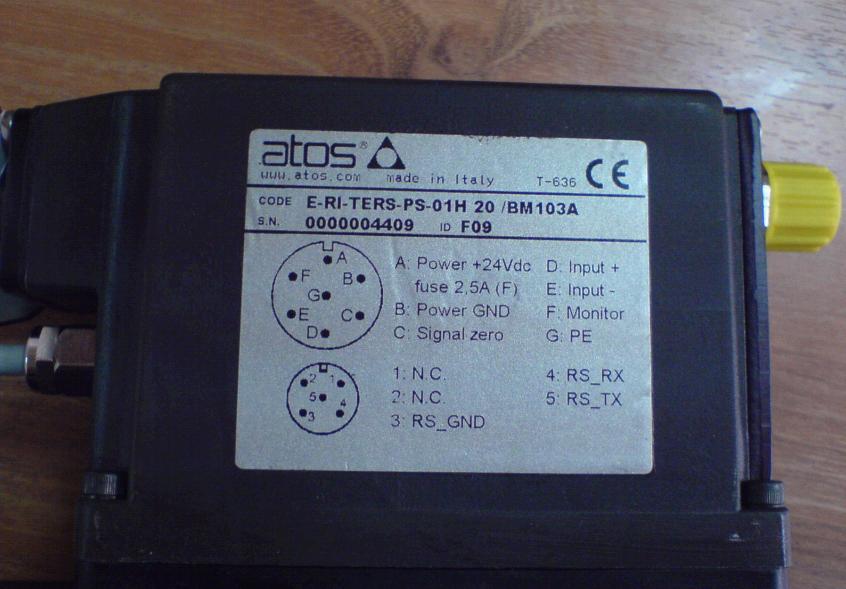 atos®
www.atos.com made in Italy T-636 CE
CODE E-RI-TERS-PS-01H 20 /BM103A
S.N. 0000004409 ID F09
A
F B
G
E C
D
A: Power +24Vdc D: Input +
fuse 2,5A (F) E: Input -
B: Power GND F: Monitor
C: Signal zero G: PE
2 1
5 4
3
1: N.C. 4: RS_RX
2: N.C. 5: RS_TX
3: RS_GND